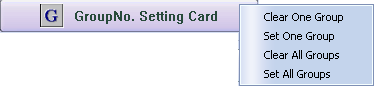 G GroupNo. Setting Card
Clear One Group
Set One Group
Clear All Groups
Set All Groups